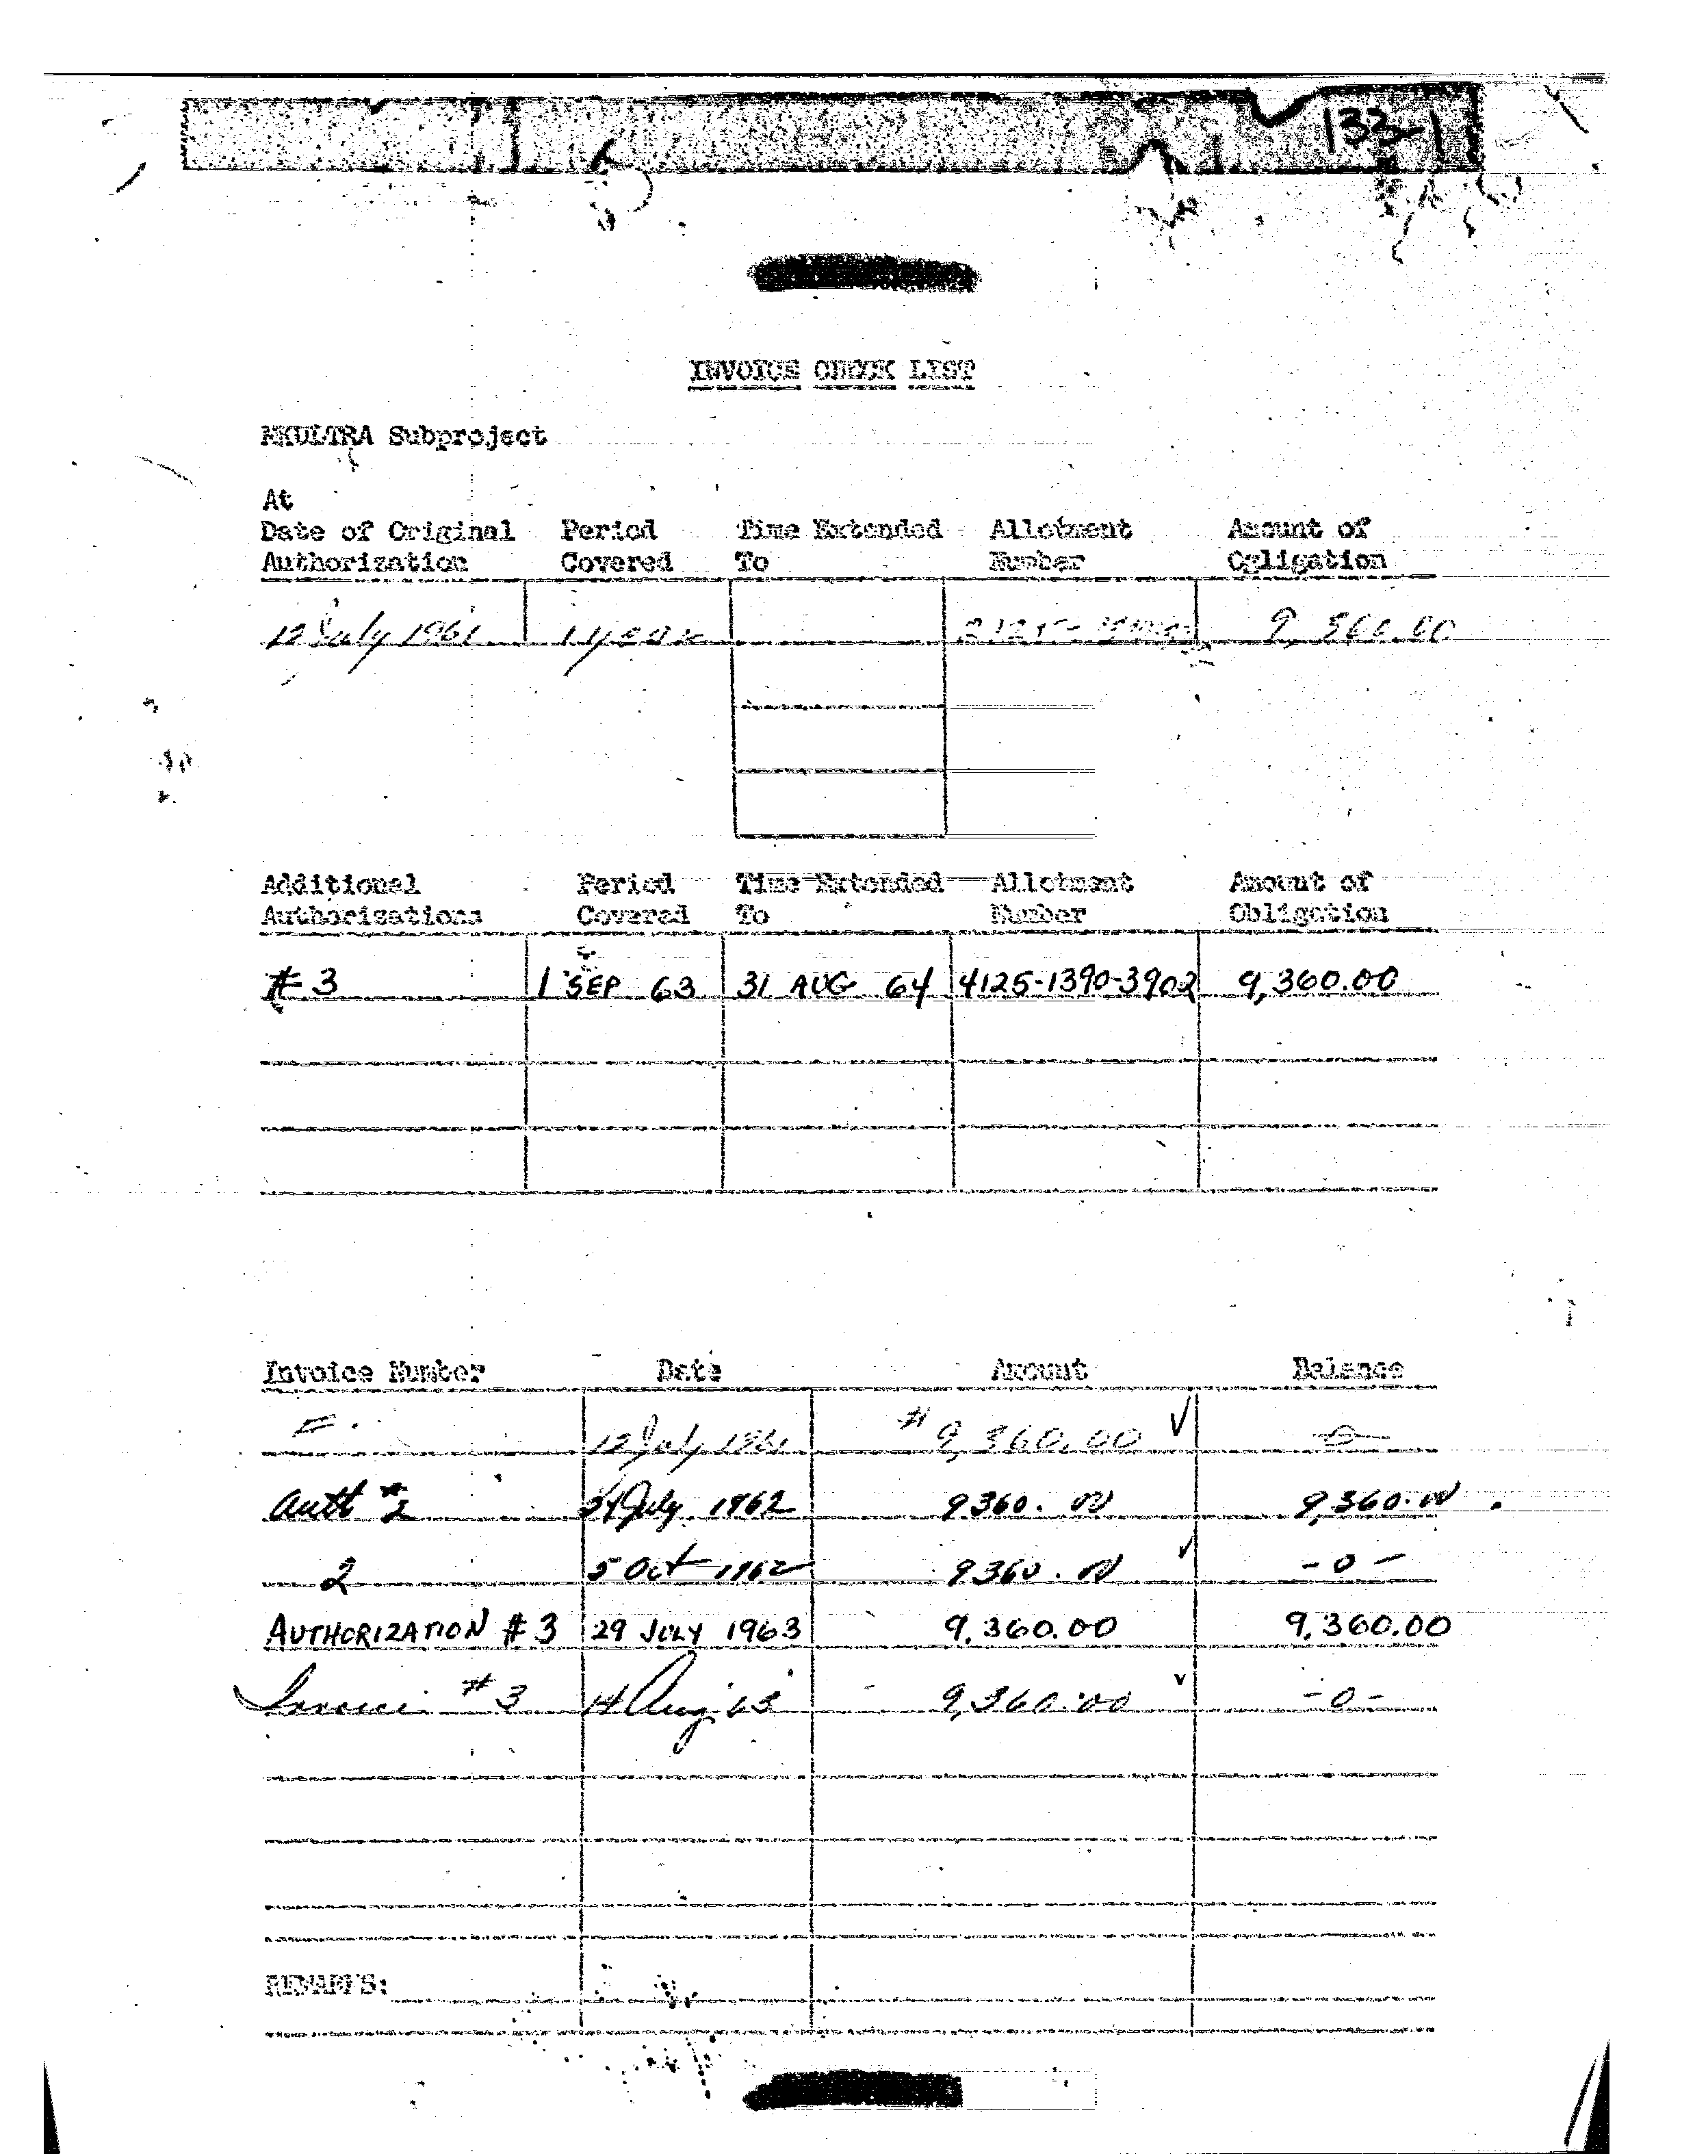 133-1
INVOICE CHECK LIST
MKULTRA Subproject
At
Date of Original Period Time Extended Allotment Amount of
Authorization Covered To Number Obligation
12 July 1961 1 year 9, 360.00
Additional Period Time Extended Allotment Amount of
Authorizations Covered To Number Obligation
# 3 1 SEP 63 31 AUG 64 4125-1390-3902 9,360.00
Invoice Number Date Amount Balance
12 July 1961 # 9,360.00 ✓ -0-
Auth #2 July 1962 9360.00 9,360.00
2 5 Oct 1962 9360.00 ✓ -0-
AUTHORIZATION #3 29 JULY 1963 9,360.00 9,360.00
Invoice #3 14 Aug 63 9,360.00 ✓ -0-
REMARKS: